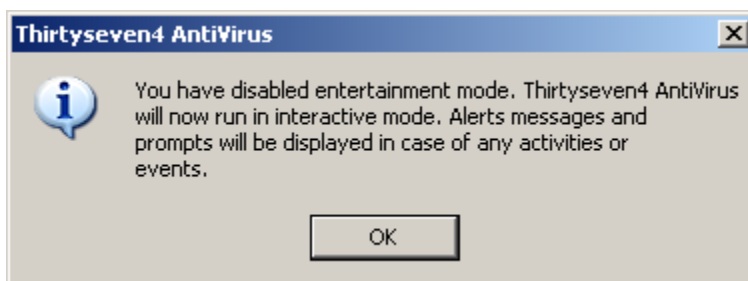 Thirtyseven4 AntiVirus
You have disabled entertainment mode. Thirtyseven4 AntiVirus
will now run in interactive mode. Alerts messages and
prompts will be displayed in case of any activities or
events.
OK